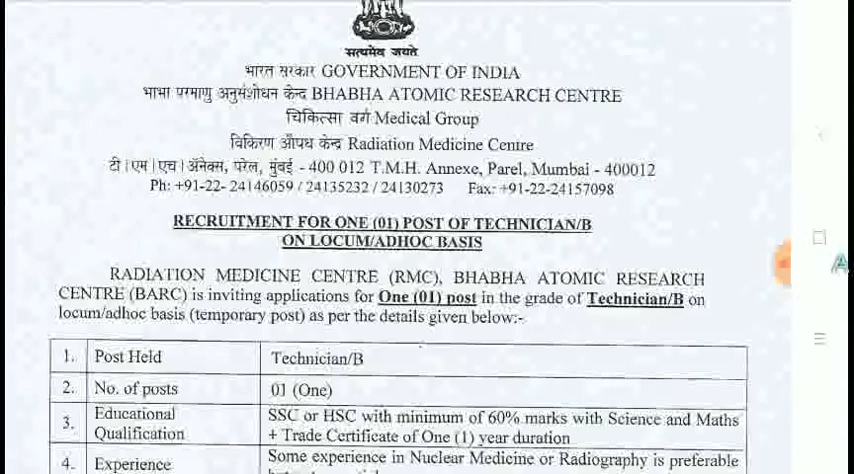 सत्यमेव जयते
भारत सरकार GOVERNMENT OF INDIA
भाभा परमाणु अनुसंधान केन्द BHABHA ATOMIC RESEARCH CENTRE
चिकित्सा वर्ग Medical Group
विकिरण औषध केन्द Radiation Medicine Centre
टी।एम।एच। ॲनेक्स, परेल, मुंबई - 400 012 T.M.H. Annexe, Parel, Mumbai - 400012
Ph: +91-22- 24146059 / 24135232 / 24130273 Fax: +91-22-24157098
RECRUITMENT FOR ONE (01) POST OF TECHNICIAN/B
ON LOCUM/ADHOC BASIS
RADIATION MEDICINE CENTRE (RMC), BHABHA ATOMIC RESEARCH
CENTRE (BARC) is inviting applications for One (01) post in the grade of Technician/B on
locum/adhoc basis (temporary post) as per the details given below:-
1. Post Held Technician/B
2. No. of posts 01 (One)
3. Educational Qualification SSC or HSC with minimum of 60% marks with Science and Maths
+ Trade Certificate of One (1) year duration
4. Experience Some experience in Nuclear Medicine or Radiography is preferable